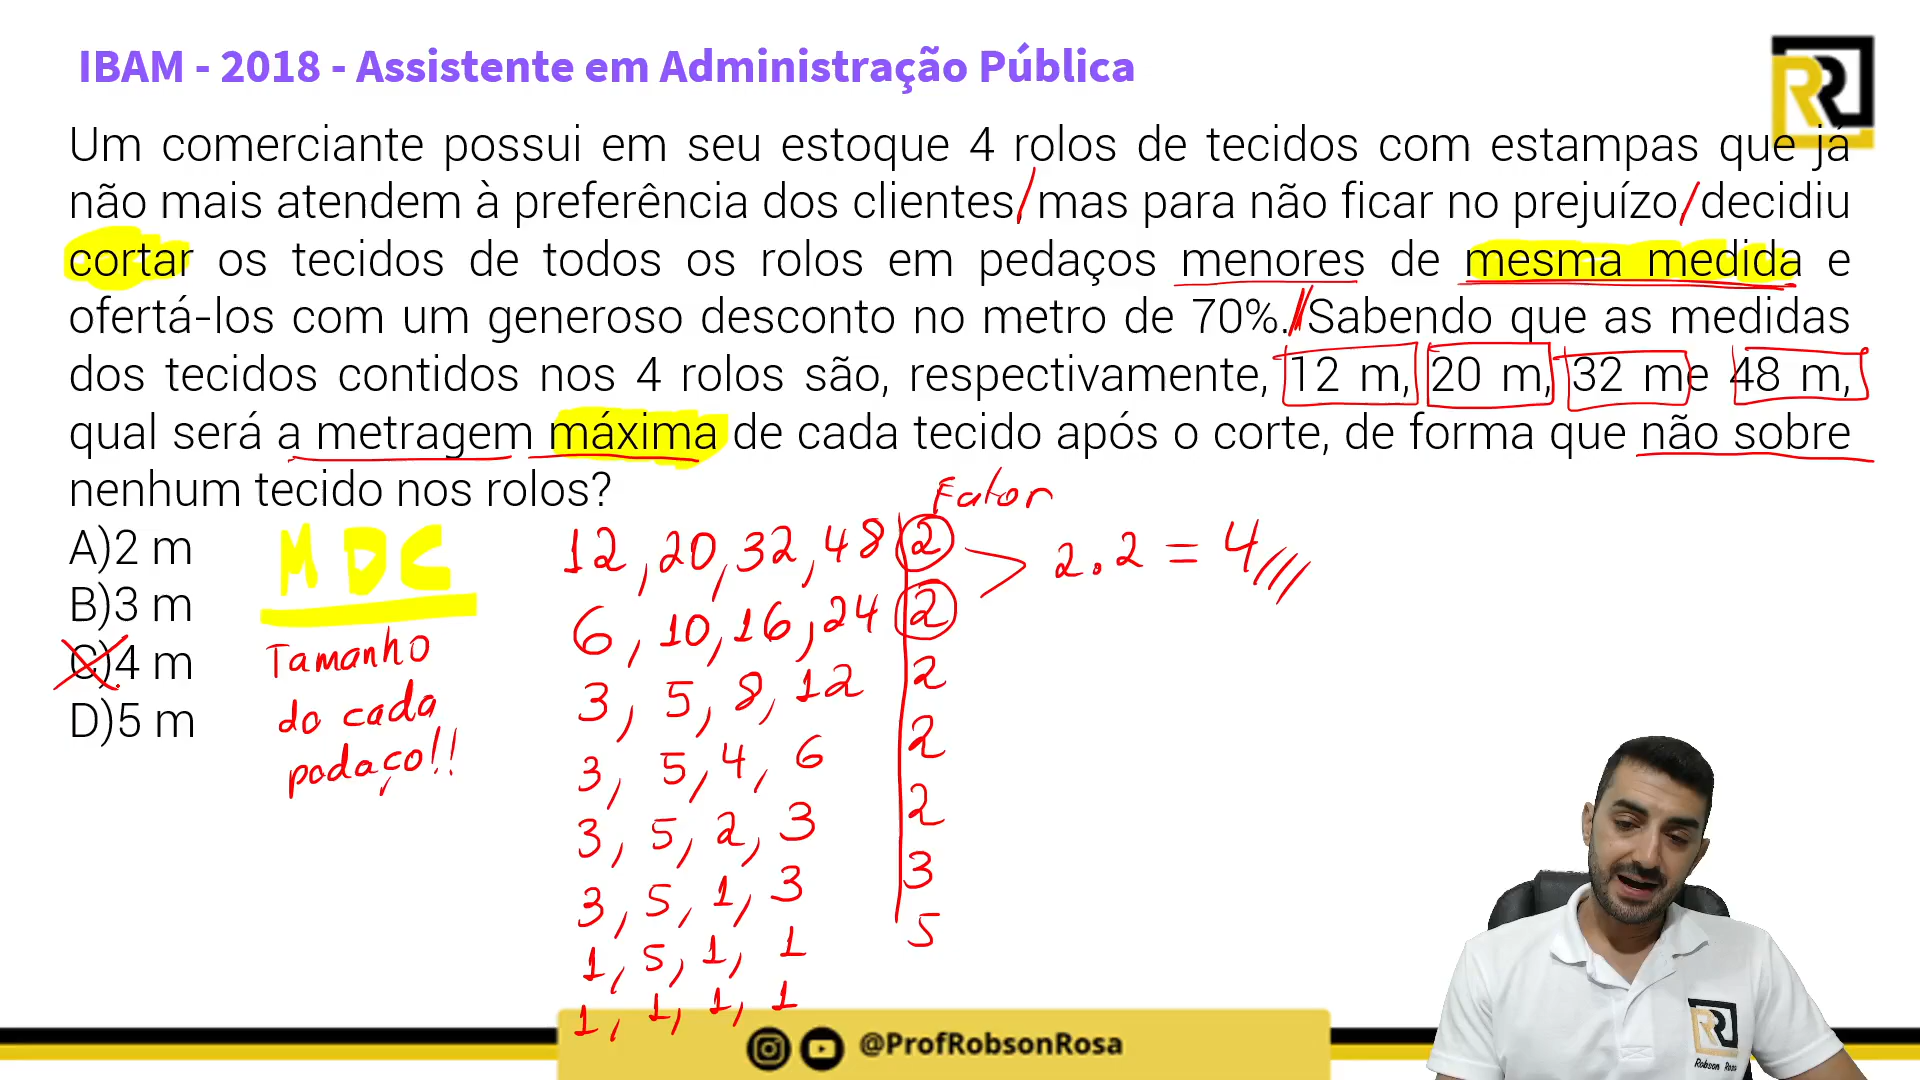 IBAM - 2018 - Assistente em Administração Pública
Um comerciante possui em seu estoque 4 rolos de tecidos com estampas que já
não mais atendem à preferência dos clientes/mas para não ficar no prejuízo/decidiu
cortar os tecidos de todos os rolos em pedaços menores de mesma medida e
ofertá-los com um generoso desconto no metro de 70%.//Sabendo que as medidas
dos tecidos contidos nos 4 rolos são, respectivamente, 12 m, 20 m, 32 me 48 m,
qual será a metragem máxima de cada tecido após o corte, de forma que não sobre
nenhum tecido nos rolos?
A)2 m
B)3 m
C)4 m
D)5 m
MDC
Tamanho
do cada
podaço!!
Fator
12, 20, 32, 48 2
6, 10, 16, 24 2
3, 5, 8, 12 2
3, 5, 4, 6 2
3, 5, 2, 3 2
3, 5, 1, 3 3
1, 5, 1, 1 5
1, 1, 1, 1
2.2 = 4///
@ProfRobsonRosa
RR
RR
Robson Rosa